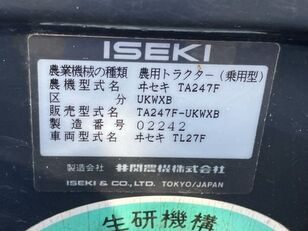 ISEKI
農業機械の種類 農用トラクター(乗用型)
農機型式名 ヰセキ TA247F
区分 UKWXB
販売型式名 TA247F-UKWXB
製造番号 02242
車両型式名 ヰセキ TL27F
製造会社 井関農機株式会社
ISEKI & CO., LTD. TOKYO/JAPAN
生研機構